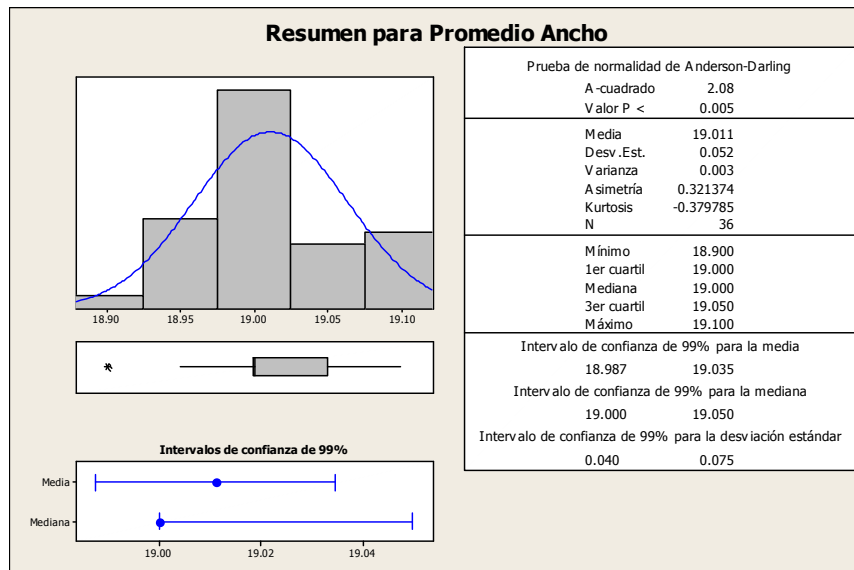 Resumen para Promedio Ancho
18.90 18.95 19.00 19.05 19.10
Intervalos de confianza de 99%
Media
Mediana
19.00 19.02 19.04
Prueba de normalidad de Anderson-Darling
A-cuadrado 2.08
Valor P < 0.005
Media 19.011
Desv.Est. 0.052
Varianza 0.003
Asimetría 0.321374
Kurtosis -0.379785
N 36
Mínimo 18.900
1er cuartil 19.000
Mediana 19.000
3er cuartil 19.050
Máximo 19.100
Intervalo de confianza de 99% para la media
18.987 19.035
Intervalo de confianza de 99% para la mediana
19.000 19.050
Intervalo de confianza de 99% para la desviación estándar
0.040 0.075